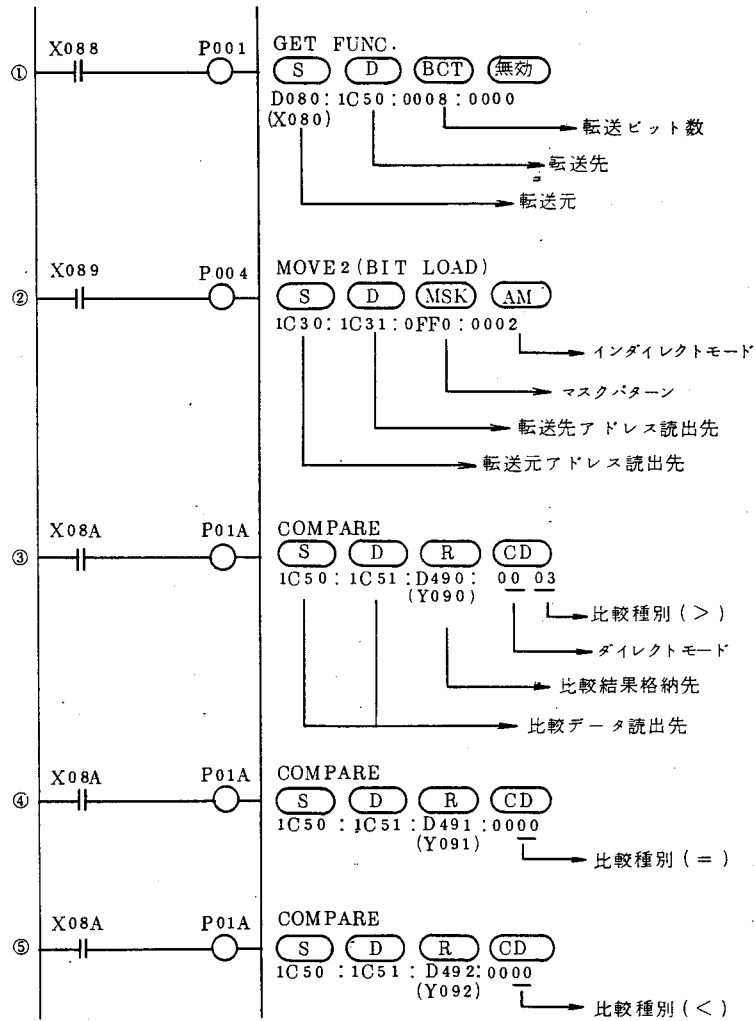 X088 P001 GET FUNC.
① S D BCT 無効
D080:1C50:0008:0000
(X080)
転送ビット数
転送先
転送元
X089 P004 MOVE2(BIT LOAD)
② S D MSK AM
1C30:1C31:0FF0:0002
インダイレクトモード
マスクパターン
転送先アドレス読出先
転送元アドレス読出先
X08A P01A COMPARE
③ S D R CD
1C50:1C51:D490:00 03
(Y090)
比較種別(>)
ダイレクトモード
比較結果格納先
比較データ読出先
X08A P01A COMPARE
④ S D R CD
1C50:1C51:D491:0000
(Y091)
比較種別(=)
X08A P01A COMPARE
⑤ S D R CD
1C50:1C51:D492:0000
(Y092)
比較種別(<)